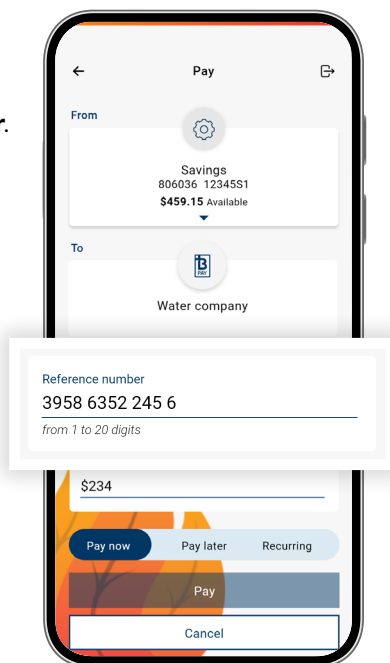 Pay
r.
From
Savings
806036 12345S1
$459.15 Available
To
B
PAY
Water company
Reference number
3958 6352 245 6
from 1 to 20 digits
$234
Pay now Pay later Recurring
Pay
Cancel